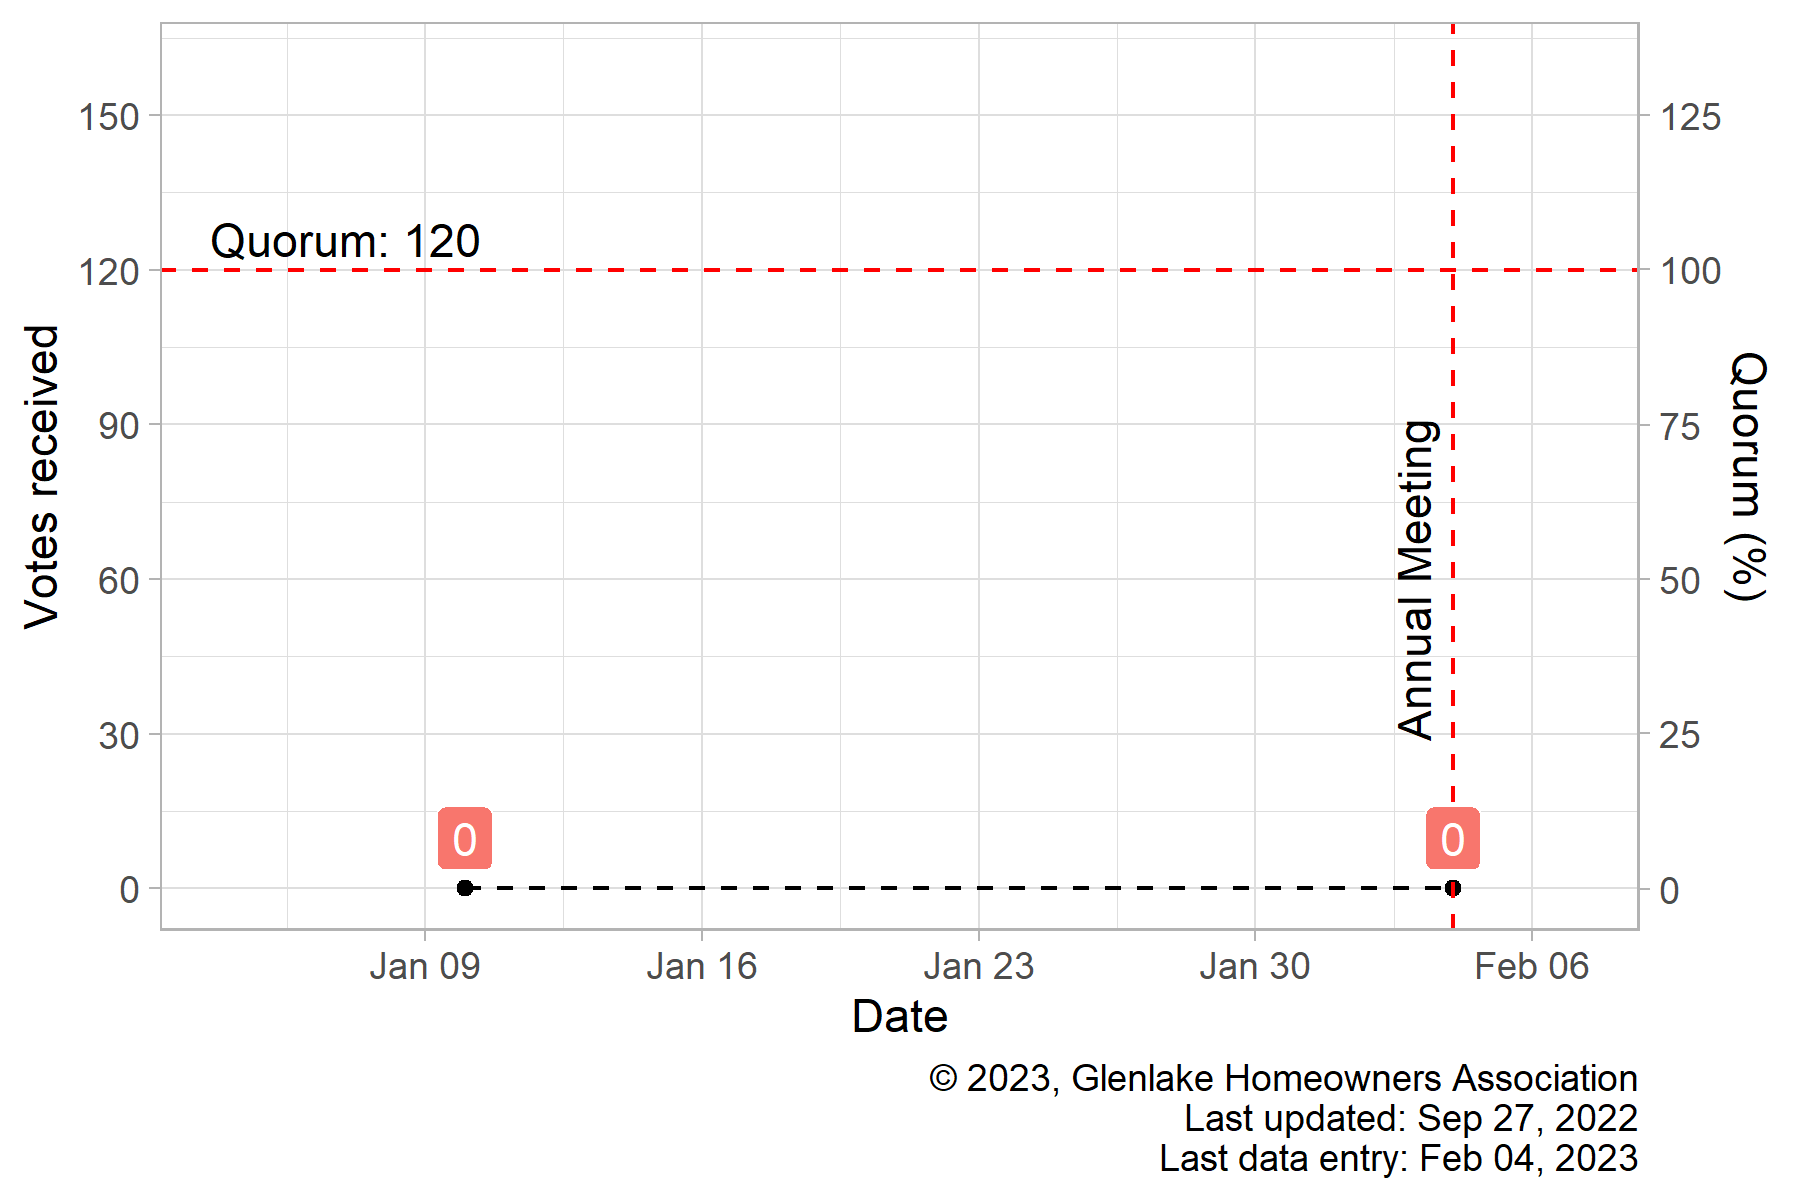 150
120
90
60
30
0
Votes received
Quorum: 120
Annual Meeting
0
0
125
100
75
50
25
0
Quorum (%)
Jan 09
Jan 16
Jan 23
Jan 30
Feb 06
Date
© 2023, Glenlake Homeowners Association
Last updated: Sep 27, 2022
Last data entry: Feb 04, 2023